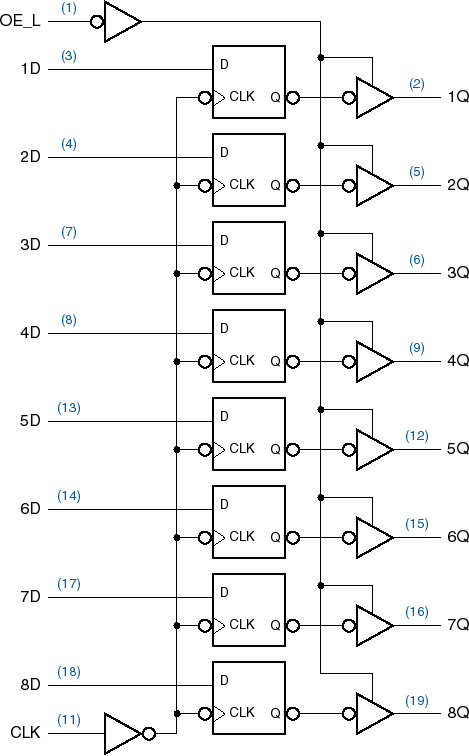 OE_L (1)
1D (3) D CLK Q (2) 1Q
2D (4) D CLK Q (5) 2Q
3D (7) D CLK Q (6) 3Q
4D (8) D CLK Q (9) 4Q
5D (13) D CLK Q (12) 5Q
6D (14) D CLK Q (15) 6Q
7D (17) D CLK Q (16) 7Q
8D (18) D CLK Q (19) 8Q
CLK (11)